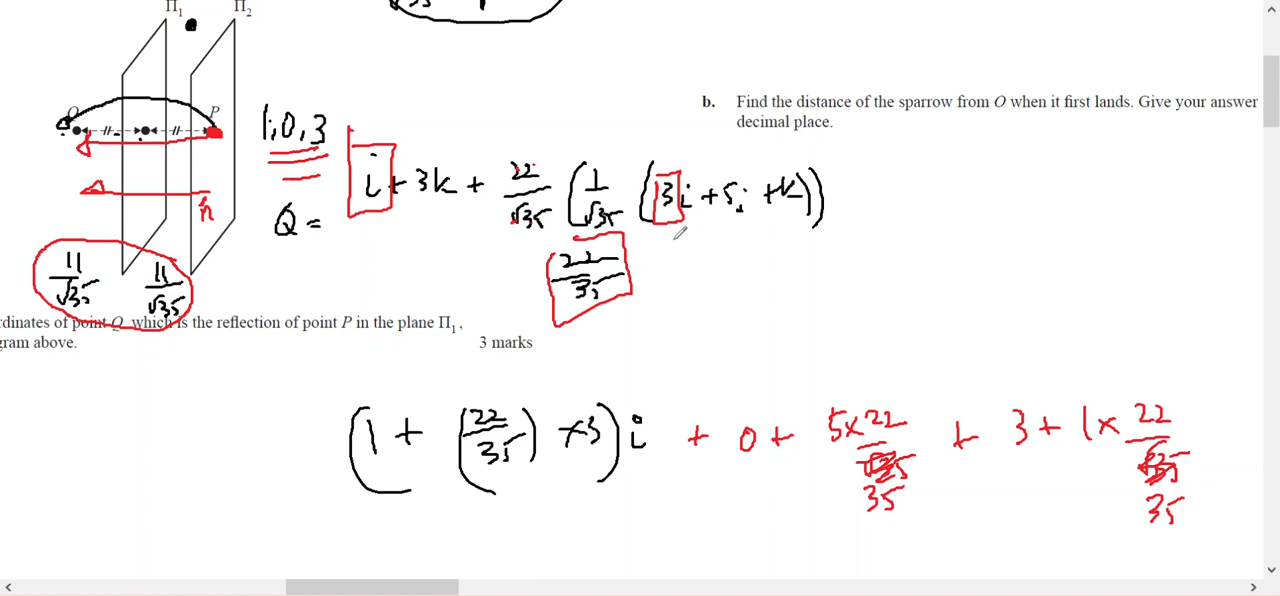 Π₁ Π₂
√35
b. Find the distance of the sparrow from O when it first lands. Give your answer
decimal place.
Q P
1, 0, 3
i + 3k + 22/√35 (1/√35 (3i + 5j + k))
n̂
Q =
22/35
11/√35 11/√35
rdinates of point Q, which is the reflection of point P in the plane Π₁,
gram above. 3 marks
(1 + (22/35) × 3) i + 0 + 5×22/35 + 3 + 1 × 22/35